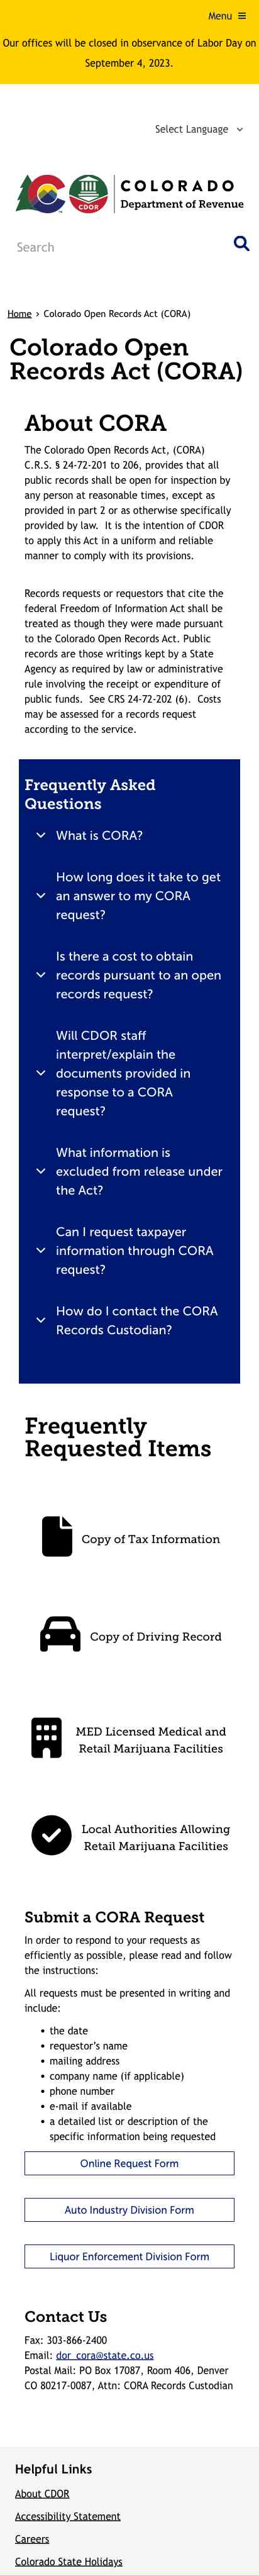 Menu
Our offices will be closed in observance of Labor Day on
September 4, 2023.
Select Language
CDOR
COLORADO
Department of Revenue
Search
Home › Colorado Open Records Act (CORA)
Colorado Open
Records Act (CORA)
About CORA
The Colorado Open Records Act, (CORA)
C.R.S. § 24-72-201 to 206, provides that all
public records shall be open for inspection by
any person at reasonable times, except as
provided in part 2 or as otherwise specifically
provided by law.  It is the intention of CDOR
to apply this Act in a uniform and reliable
manner to comply with its provisions.
Records requests or requestors that cite the
federal Freedom of Information Act shall be
treated as though they were made pursuant
to the Colorado Open Records Act. Public
records are those writings kept by a State
Agency as required by law or administrative
rule involving the receipt or expenditure of
public funds.  See CRS 24-72-202 (6).  Costs
may be assessed for a records request
according to the service.
Frequently Asked
Questions
What is CORA?
How long does it take to get
an answer to my CORA
request?
Is there a cost to obtain
records pursuant to an open
records request?
Will CDOR staff
interpret/explain the
documents provided in
response to a CORA
request?
What information is
excluded from release under
the Act?
Can I request taxpayer
information through CORA
request?
How do I contact the CORA
Records Custodian?
Frequently
Requested Items
Copy of Tax Information
Copy of Driving Record
MED Licensed Medical and
Retail Marijuana Facilities
Local Authorities Allowing
Retail Marijuana Facilities
Submit a CORA Request
In order to respond to your requests as
efficiently as possible, please read and follow
the instructions:
All requests must be presented in writing and
include:
• the date
• requestor's name
• mailing address
• company name (if applicable)
• phone number
• e-mail if available
• a detailed list or description of the
specific information being requested
Online Request Form
Auto Industry Division Form
Liquor Enforcement Division Form
Contact Us
Fax: 303-866-2400
Email: dor_cora@state.co.us
Postal Mail: PO Box 17087, Room 406, Denver
CO 80217-0087, Attn: CORA Records Custodian
Helpful Links
About CDOR
Accessibility Statement
Careers
Colorado State Holidays